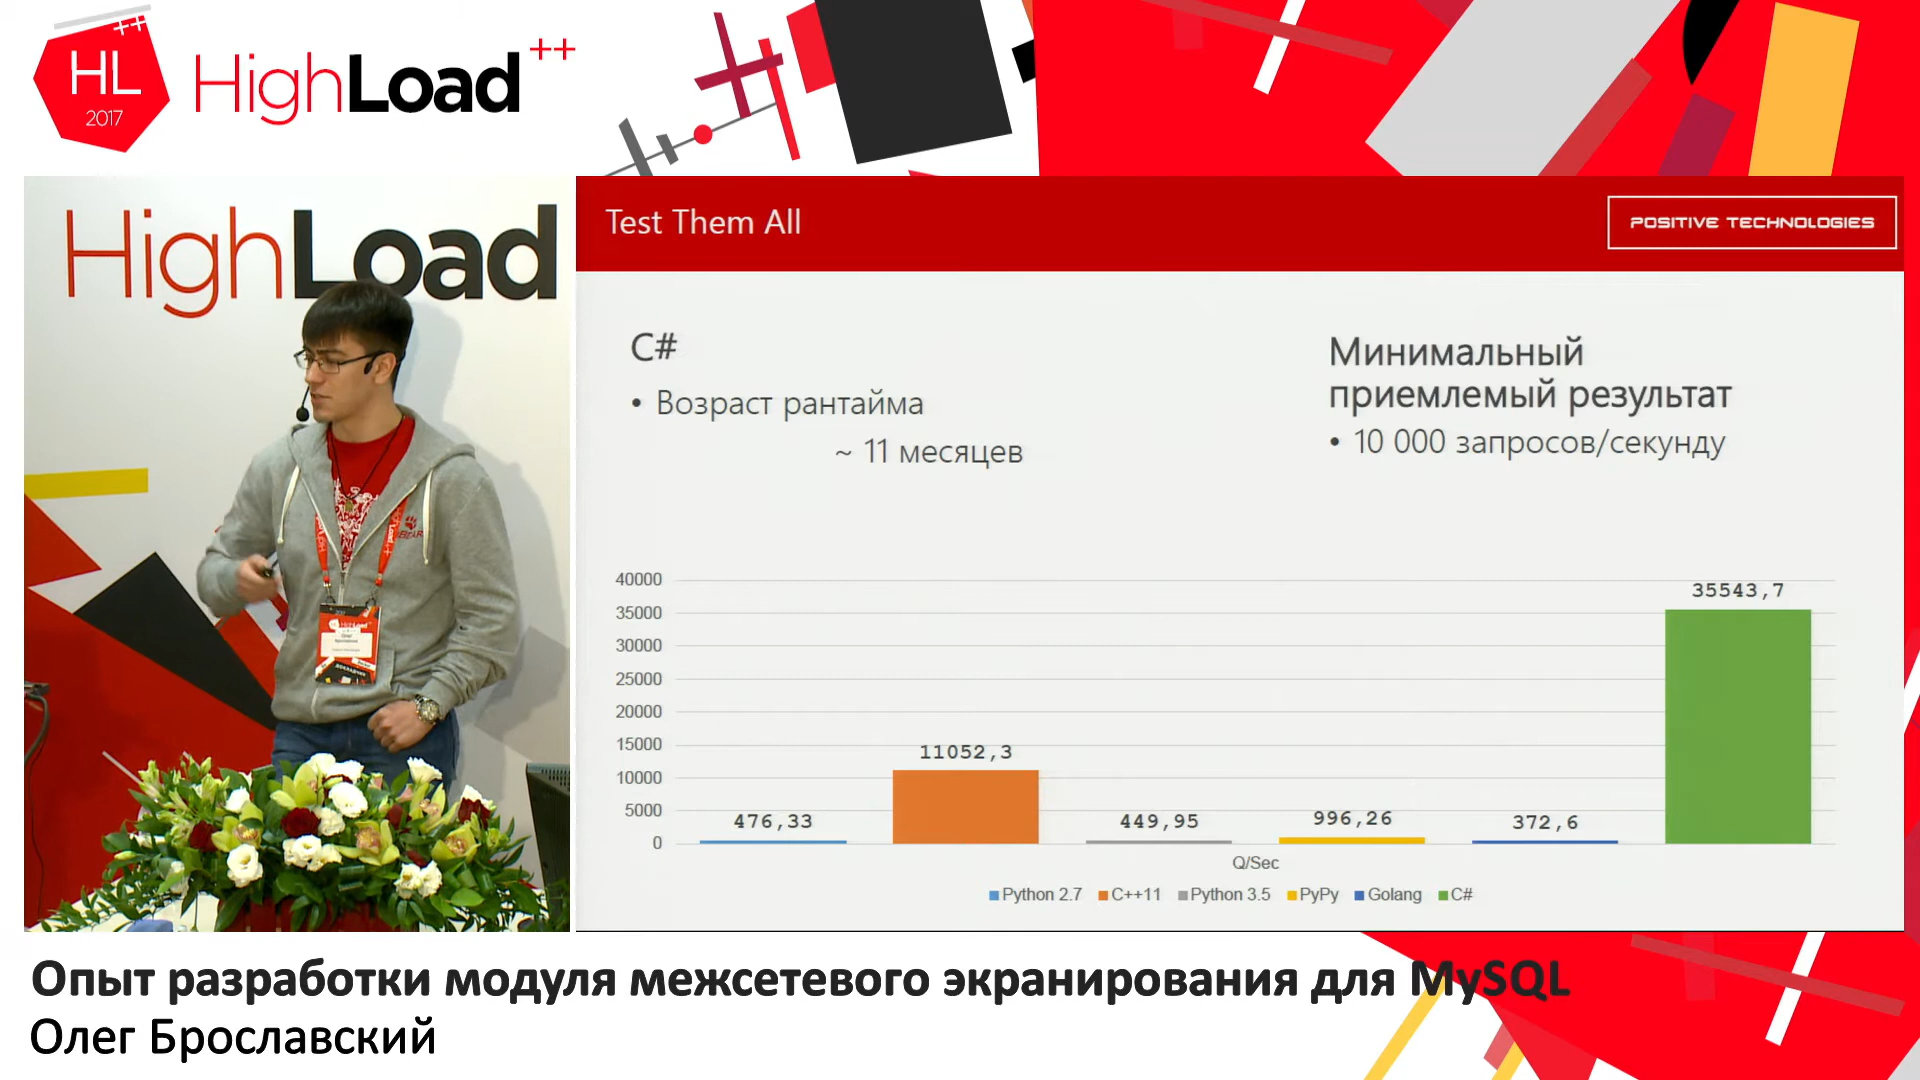 HL++
2017
HighLoad++
HighLoad
Test Them All
POSITIVE TECHNOLOGIES
C#
• Возраст рантайма
~ 11 месяцев
Минимальный
приемлемый результат
• 10 000 запросов/секунду
40000
35000
30000
25000
20000
15000
10000
5000
0
476,33
11052,3
449,95
996,26
372,6
35543,7
Q/Sec
Python 2.7 C++11 Python 3.5 PyPy Golang C#
Опыт разработки модуля межсетевого экранирования для MySQL
Олег Брославский